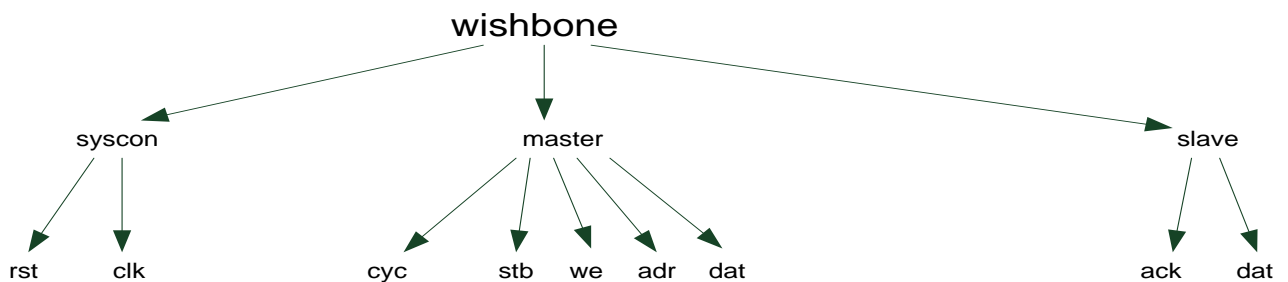 wishbone
syscon master slave
rst clk cyc stb we adr dat ack dat